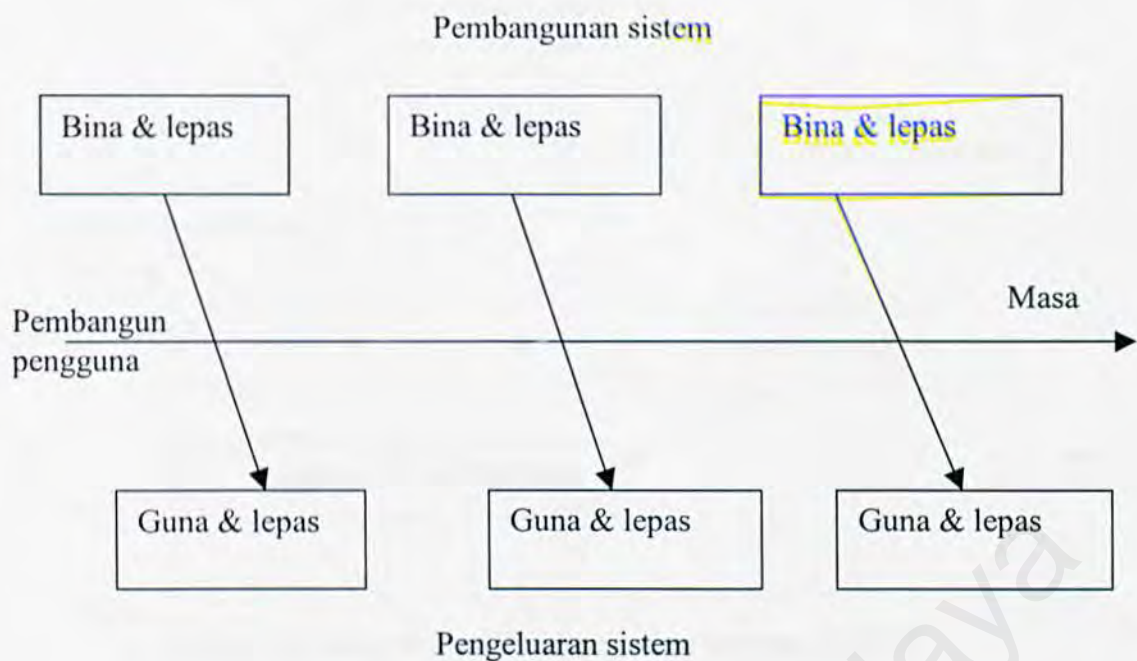 Pembangunan sistem
Bina & lepas
Bina & lepas
Bina & lepas
Masa
Pembangun
pengguna
Guna & lepas
Guna & lepas
Guna & lepas
Pengeluaran sistem